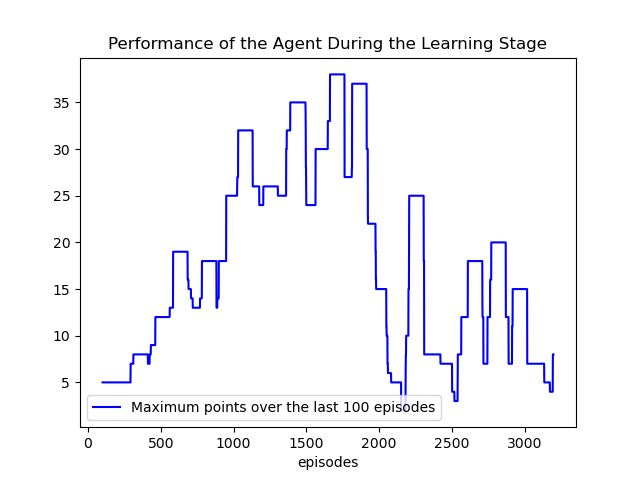 Performance of the Agent During the Learning Stage
35
30
25
20
15
10
5
Maximum points over the last 100 episodes
0 500 1000 1500 2000 2500 3000
episodes